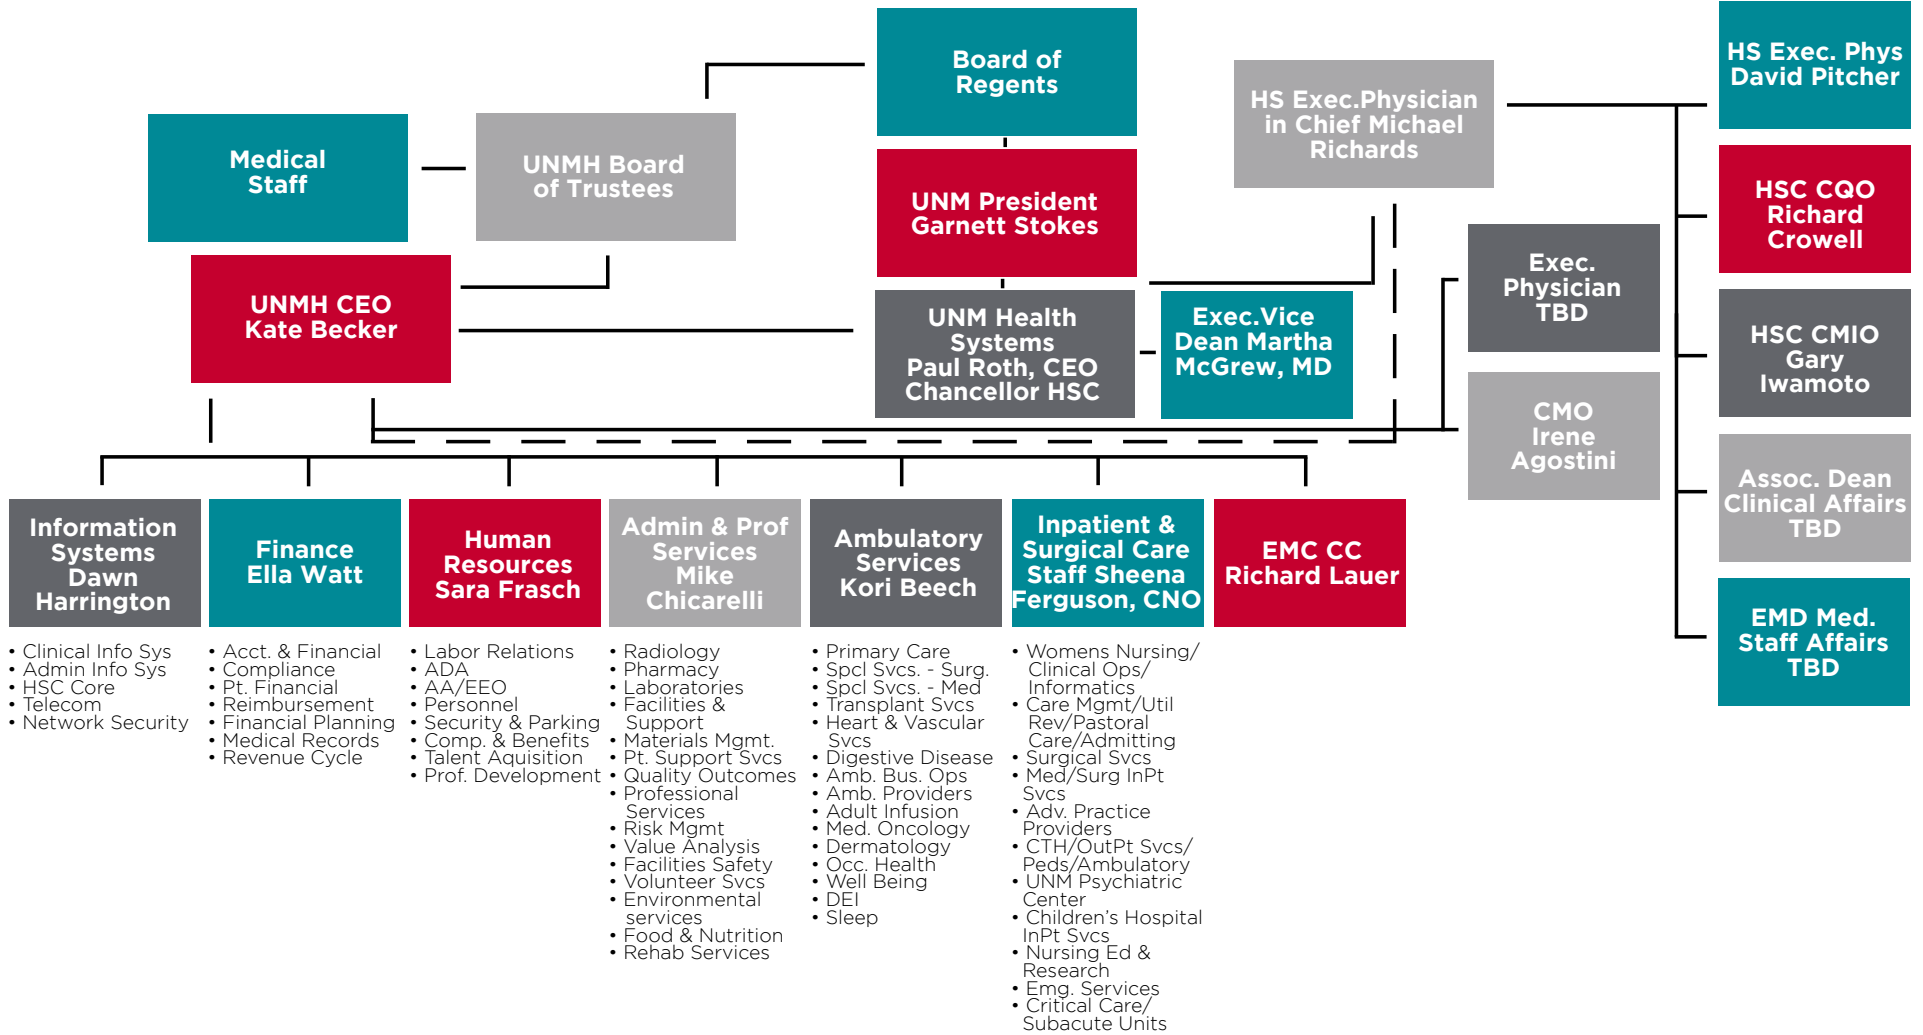 Board of
Regents
HS Exec. Phys
David Pitcher
HS Exec.Physician
in Chief Michael
Richards
Medical
Staff
UNMH Board
of Trustees
UNM President
Garnett Stokes
HSC CQO
Richard
Crowell
UNMH CEO
Kate Becker
UNM Health
Systems
Paul Roth, CEO
Chancellor HSC
Exec.Vice
Dean Martha
McGrew, MD
Exec.
Physician
TBD
HSC CMIO
Gary
Iwamoto
CMO
Irene
Agostini
Assoc. Dean
Clinical Affairs
TBD
EMD Med.
Staff Affairs
TBD
Information
Systems
Dawn
Harrington
• Clinical Info Sys
• Admin Info Sys
• HSC Core
• Telecom
• Network Security
Finance
Ella Watt
• Acct. & Financial
• Compliance
• Pt. Financial
• Reimbursement
• Financial Planning
• Medical Records
• Revenue Cycle
Human
Resources
Sara Frasch
• Labor Relations
• ADA
• AA/EEO
• Personnel
• Security & Parking
• Comp. & Benefits
• Talent Aquisition
• Prof. Development
Admin & Prof
Services
Mike
Chicarelli
• Radiology
• Pharmacy
• Laboratories
• Facilities &
Support
• Materials Mgmt.
• Pt. Support Svcs
• Quality Outcomes
• Professional
Services
• Risk Mgmt
• Value Analysis
• Facilities Safety
• Volunteer Svcs
• Environmental
services
• Food & Nutrition
• Rehab Services
Ambulatory
Services
Kori Beech
• Primary Care
• Spcl Svcs. - Surg.
• Spcl Svcs. - Med
• Transplant Svcs
• Heart & Vascular
Svcs
• Digestive Disease
• Amb. Bus. Ops
• Amb. Providers
• Adult Infusion
• Med. Oncology
• Dermatology
• Occ. Health
• Well Being
• DEI
• Sleep
Inpatient &
Surgical Care
Staff Sheena
Ferguson, CNO
• Womens Nursing/
Clinical Ops/
Informatics
• Care Mgmt/Util
Rev/Pastoral
Care/Admitting
• Surgical Svcs
• Med/Surg InPt
Svcs
• Adv. Practice
Providers
• CTH/OutPt Svcs/
Peds/Ambulatory
• UNM Psychiatric
Center
• Children's Hospital
InPt Svcs
• Nursing Ed &
Research
• Emg. Services
• Critical Care/
Subacute Units
EMC CC
Richard Lauer